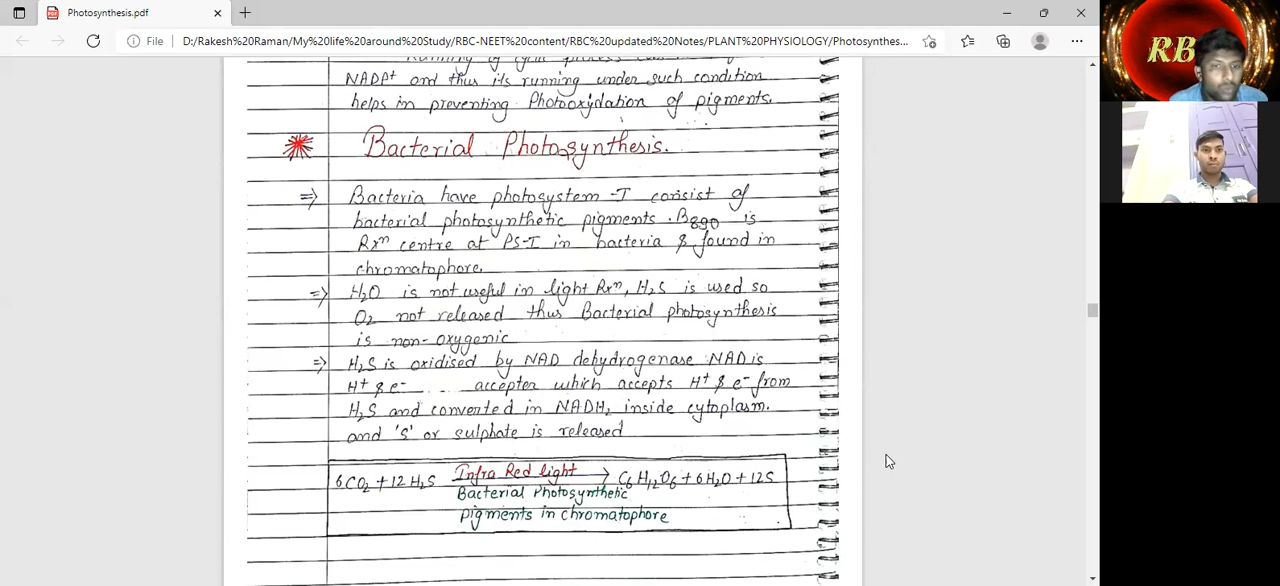 Photosynthesis.pdf
File
D:/Rakesh%20Raman/My%20life%20around%20Study/RBC-NEET%20content/RBC%20updated%20Notes/PLANT%20PHYSIOLOGY/Photosynthes...
RB
NADP+ and thus its running under such condition
helps in preventing Photooxidation of pigments.
Bacterial Photosynthesis.
⇒ Bacteria have photosystem-I consist of
bacterial photosynthetic pigments. B890 is
Rxn centre at PS-I in bacteria & found in
chromatophore.
⇒ H2O is not useful in light Rxn, H2S is used so
O2 not released thus Bacterial photosynthesis
is non-oxygenic
⇒ H2S is oxidised by NAD dehydrogenase NAD is
H+ & e- ... accepter which accepts H+ & e- from
H2S and converted in NADH2 inside cytoplasm.
and 's' or sulphate is released
6CO2 + 12H2S Infra Red light → C6H12O6 + 6H2O + 12S
Bacterial Photosynthetic
pigments in chromatophore